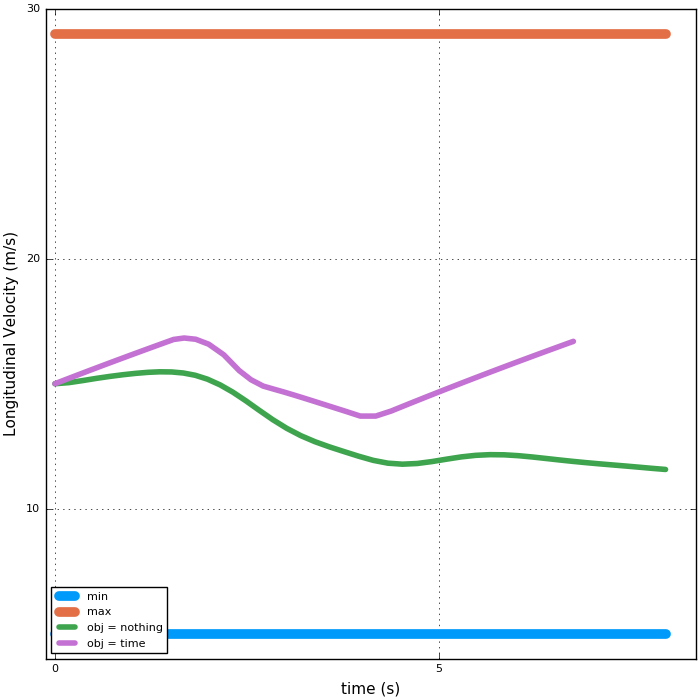 30
20
10
Longitudinal Velocity (m/s)
min
max
obj = nothing
obj = time
0
5
time (s)